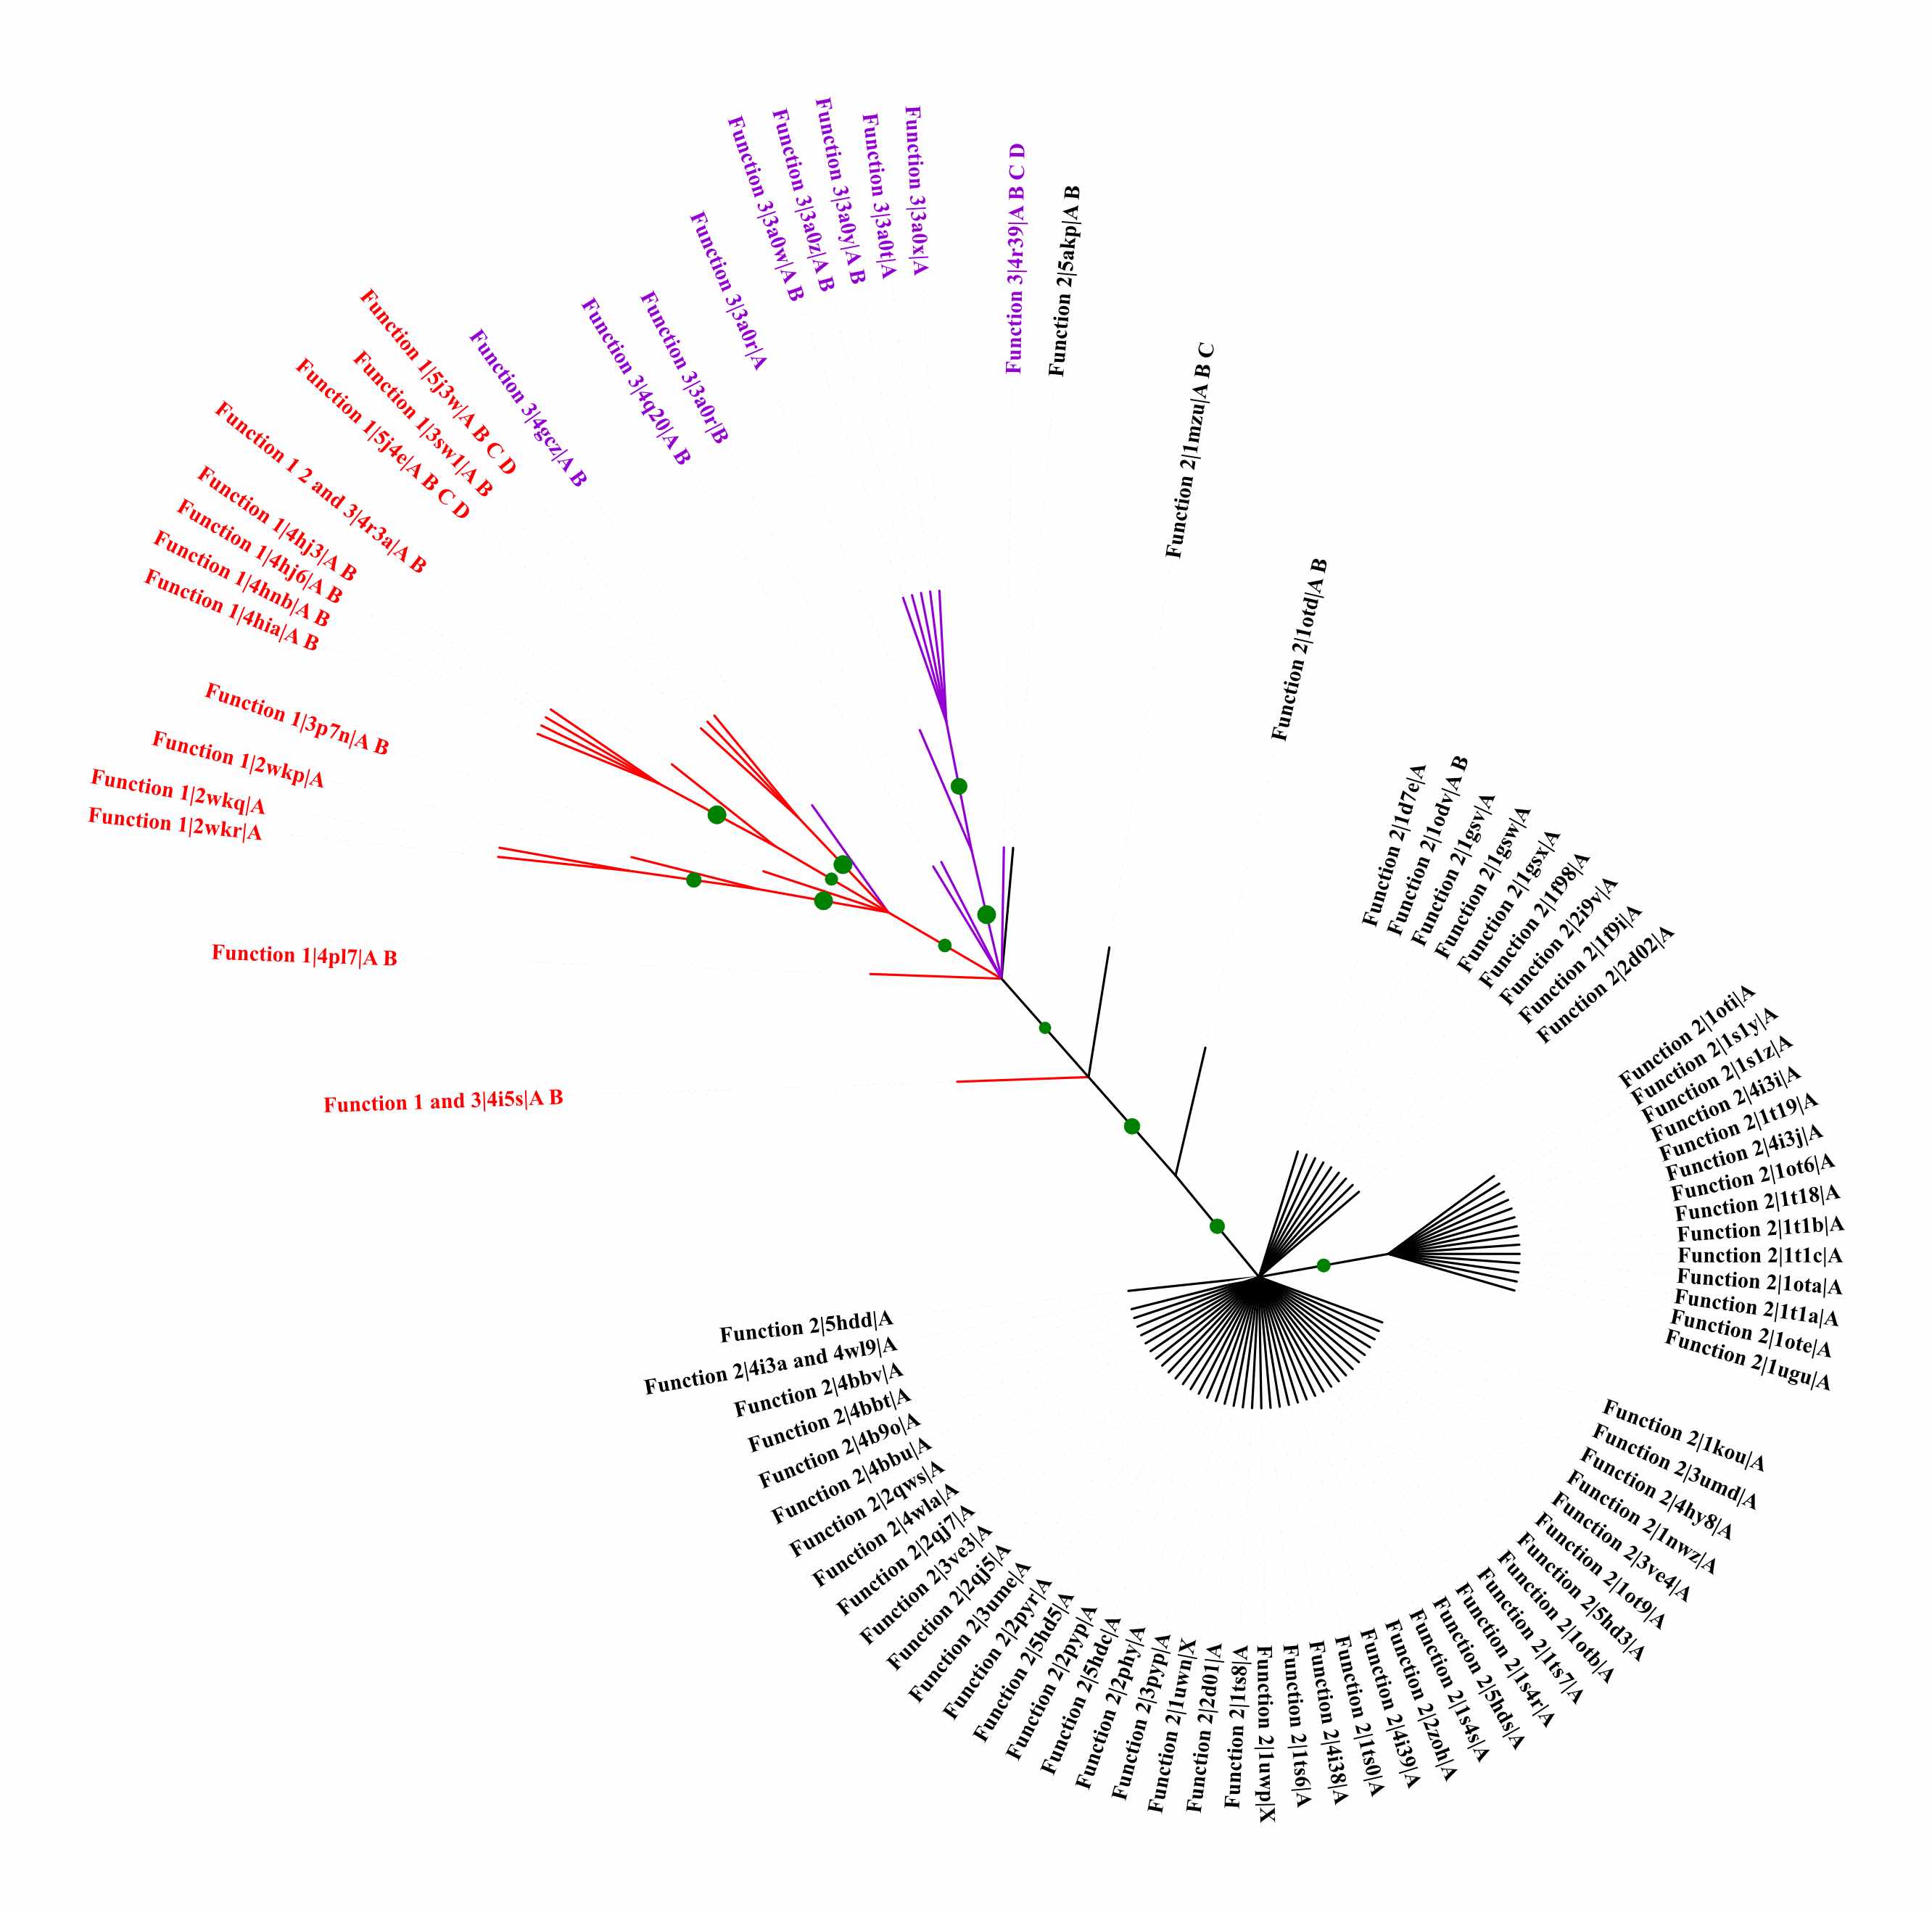 Function 3|3a0w|A B
Function 3|3a0z|A B
Function 3|3a0y|A B
Function 3|3a0t|A
Function 3|3a0x|A
Function 3|4r39|A B C D
Function 2|5akp|A B
Function 2|1mzu|A B C
Function 2|1otd|A B
Function 2|1d7e|A
Function 2|1odv|A B
Function 2|1gsv|A
Function 2|1gsw|A
Function 2|1gsx|A
Function 2|1f98|A
Function 2|2i9v|A
Function 2|1f9i|A
Function 2|2d02|A
Function 2|1oti|A
Function 2|1s1y|A
Function 2|1s1z|A
Function 2|4i3i|A
Function 2|1t19|A
Function 2|4i3j|A
Function 2|1ot6|A
Function 2|1t18|A
Function 2|1t1b|A
Function 2|1t1c|A
Function 2|1ota|A
Function 2|1t1a|A
Function 2|1ote|A
Function 2|1ugu|A
Function 2|1kou|A
Function 2|3umd|A
Function 2|4hy8|A
Function 2|1nwz|A
Function 2|3ve4|A
Function 2|1ot9|A
Function 2|5hd3|A
Function 2|1otb|A
Function 2|1ts7|A
Function 2|1s4r|A
Function 2|5hds|A
Function 2|1s4s|A
Function 2|2zoh|A
Function 2|4i39|A
Function 2|1ts0|A
Function 2|4i38|A
Function 2|1ts6|A
Function 2|1uwp|X
Function 2|1ts8|A
Function 2|2d01|A
Function 2|1uwn|X
Function 2|3pyp|A
Function 2|2phy|A
Function 2|5hdc|A
Function 2|2pyp|A
Function 2|5hd5|A
Function 2|2pyr|A
Function 2|3ume|A
Function 2|2qj5|A
Function 2|3ve3|A
Function 2|2qj7|A
Function 2|4wla|A
Function 2|2qws|A
Function 2|4bbu|A
Function 2|4b9o|A
Function 2|4bbt|A
Function 2|4bbv|A
Function 2|4i3a and 4wl9|A
Function 2|5hdd|A
Function 1 and 3|4i5s|A B
Function 1|4pl7|A B
Function 1|2wkr|A
Function 1|2wkq|A
Function 1|2wkp|A
Function 1|3p7n|A B
Function 1|4hia|A B
Function 1|4hnb|A B
Function 1|4hj6|A B
Function 1|4hj3|A B
Function 1 2 and 3|4r3a|A B
Function 1|5j4e|A B C D
Function 1|3sw1|A B
Function 1|5j3w|A B C D
Function 3|4gcz|A B
Function 3|4q20|A B
Function 3|3a0r|B
Function 3|3a0r|A